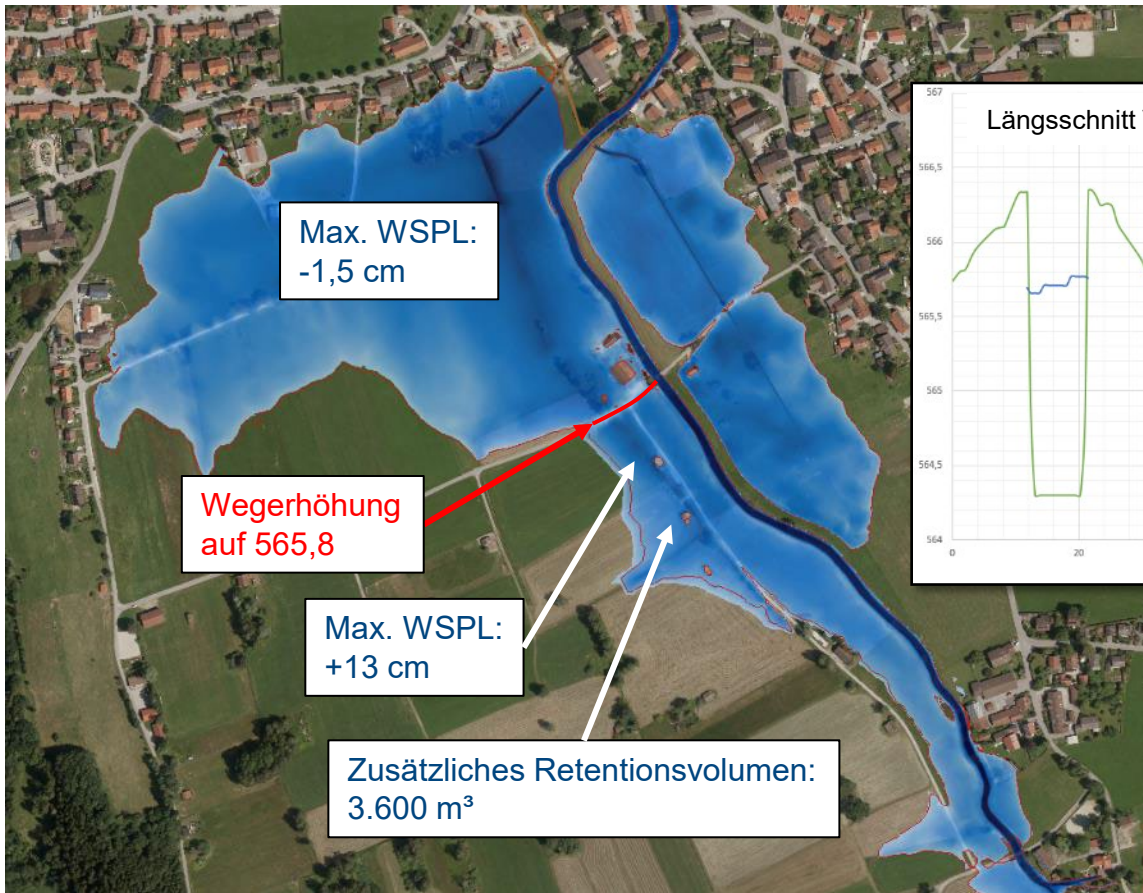 Max. WSPL:
-1,5 cm
Wegerhöhung
auf 565,8
Max. WSPL:
+13 cm
Zusätzliches Retentionsvolumen:
3.600 m³
Längsschnitt
567
566,5
566
565,5
565
564,5
564
0
20